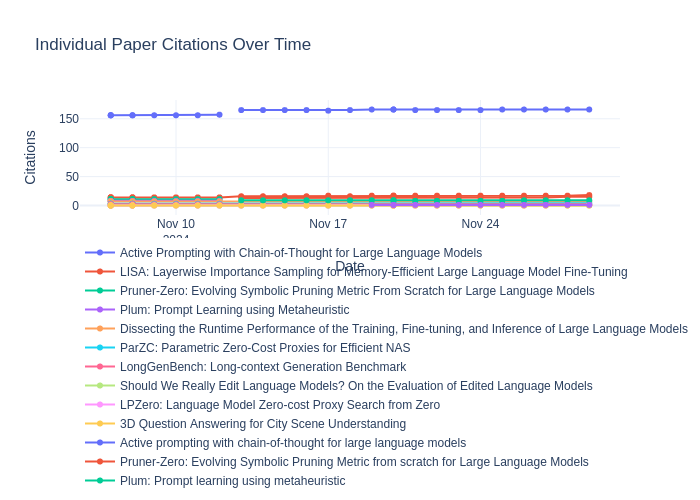 Individual Paper Citations Over Time
Citations
150
100
50
0
Nov 10
2024
Nov 17
Nov 24
Date
Active Prompting with Chain-of-Thought for Large Language Models
LISA: Layerwise Importance Sampling for Memory-Efficient Large Language Model Fine-Tuning
Pruner-Zero: Evolving Symbolic Pruning Metric From Scratch for Large Language Models
Plum: Prompt Learning using Metaheuristic
Dissecting the Runtime Performance of the Training, Fine-tuning, and Inference of Large Language Models
ParZC: Parametric Zero-Cost Proxies for Efficient NAS
LongGenBench: Long-context Generation Benchmark
Should We Really Edit Language Models? On the Evaluation of Edited Language Models
LPZero: Language Model Zero-cost Proxy Search from Zero
3D Question Answering for City Scene Understanding
Active prompting with chain-of-thought for large language models
Pruner-Zero: Evolving Symbolic Pruning Metric from scratch for Large Language Models
Plum: Prompt learning using metaheuristic